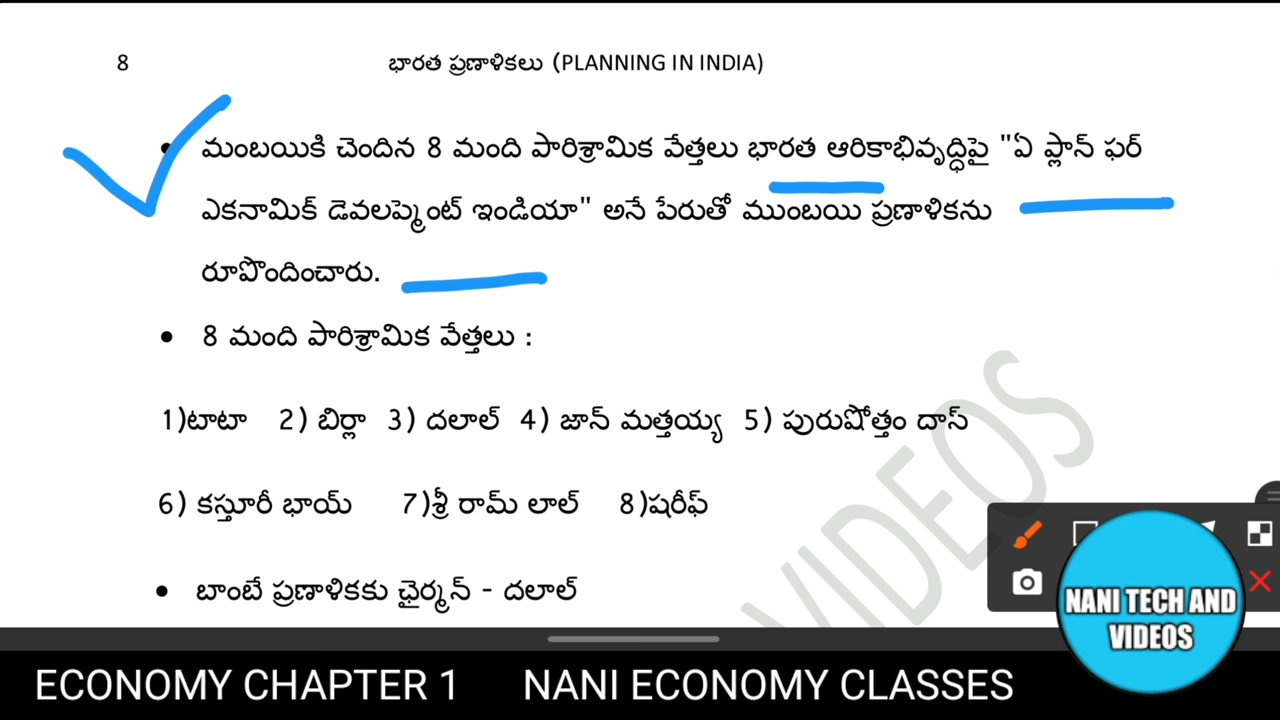 8 భారత ప్రణాళికలు (PLANNING IN INDIA)
• మంబయికి చెందిన 8 మంది పారిశ్రామిక వేత్తలు భారత ఆరికాభివృద్ధిపై "ఏ ప్లాన్ ఫర్
ఎకనామిక్ డెవలప్మెంట్ ఇండియా" అనే పేరుతో ముంబయి ప్రణాళికను
రూపొందించారు.
• 8 మంది పారిశ్రామిక వేత్తలు :
1)టాటా 2) బిర్లా 3) దలాల్ 4) జాన్ మత్తయ్య 5) పురుషోత్తం దాస్
6) కస్తూరీ భాయ్ 7)శ్రీ రామ్ లాల్ 8)షరీఫ్
• బాంబే ప్రణాళికకు ఛైర్మన్ - దలాల్
VIDEOS
NANI TECH AND
VIDEOS
ECONOMY CHAPTER 1 NANI ECONOMY CLASSES